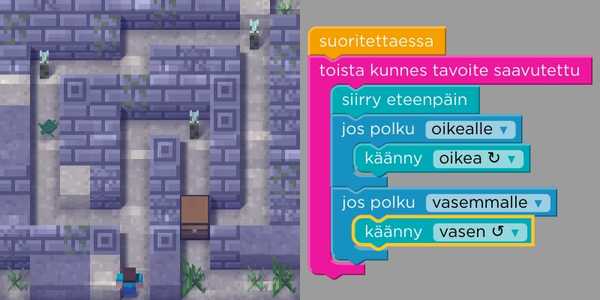 suoritettaessa
toista kunnes tavoite saavutettu
siirry eteenpäin
jos polku oikealle ▼
käänny oikea ↻ ▼
jos polku vasemmalle ▼
käänny vasen ↺ ▼